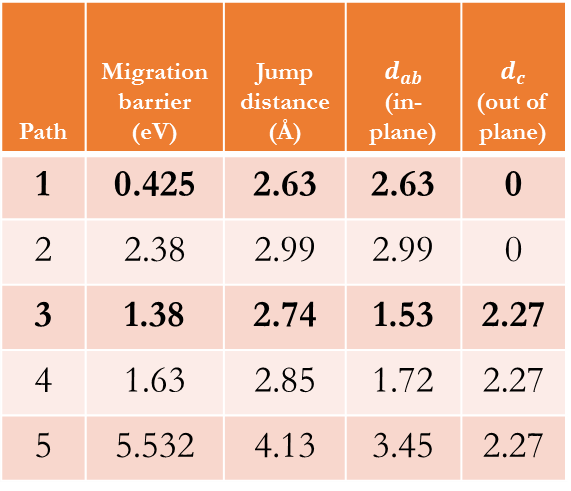 Path Migration barrier (eV) Jump distance (Å) d_ab (in-plane) d_c (out of plane)
1 0.425 2.63 2.63 0
2 2.38 2.99 2.99 0
3 1.38 2.74 1.53 2.27
4 1.63 2.85 1.72 2.27
5 5.532 4.13 3.45 2.27